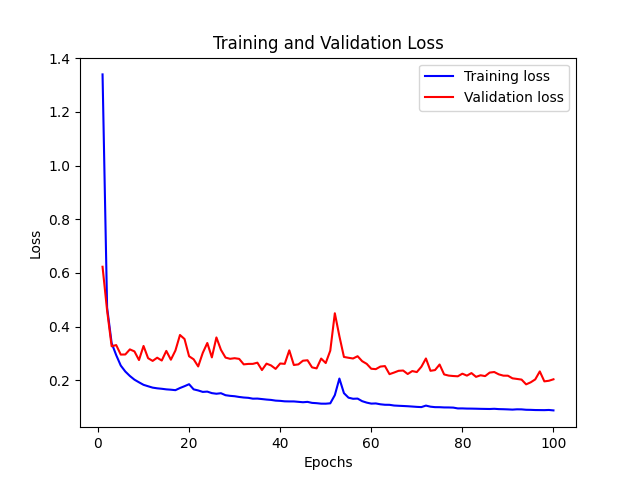 Training and Validation Loss
Training loss
Validation loss
Loss
1.4
1.2
1.0
0.8
0.6
0.4
0.2
0 20 40 60 80 100
Epochs